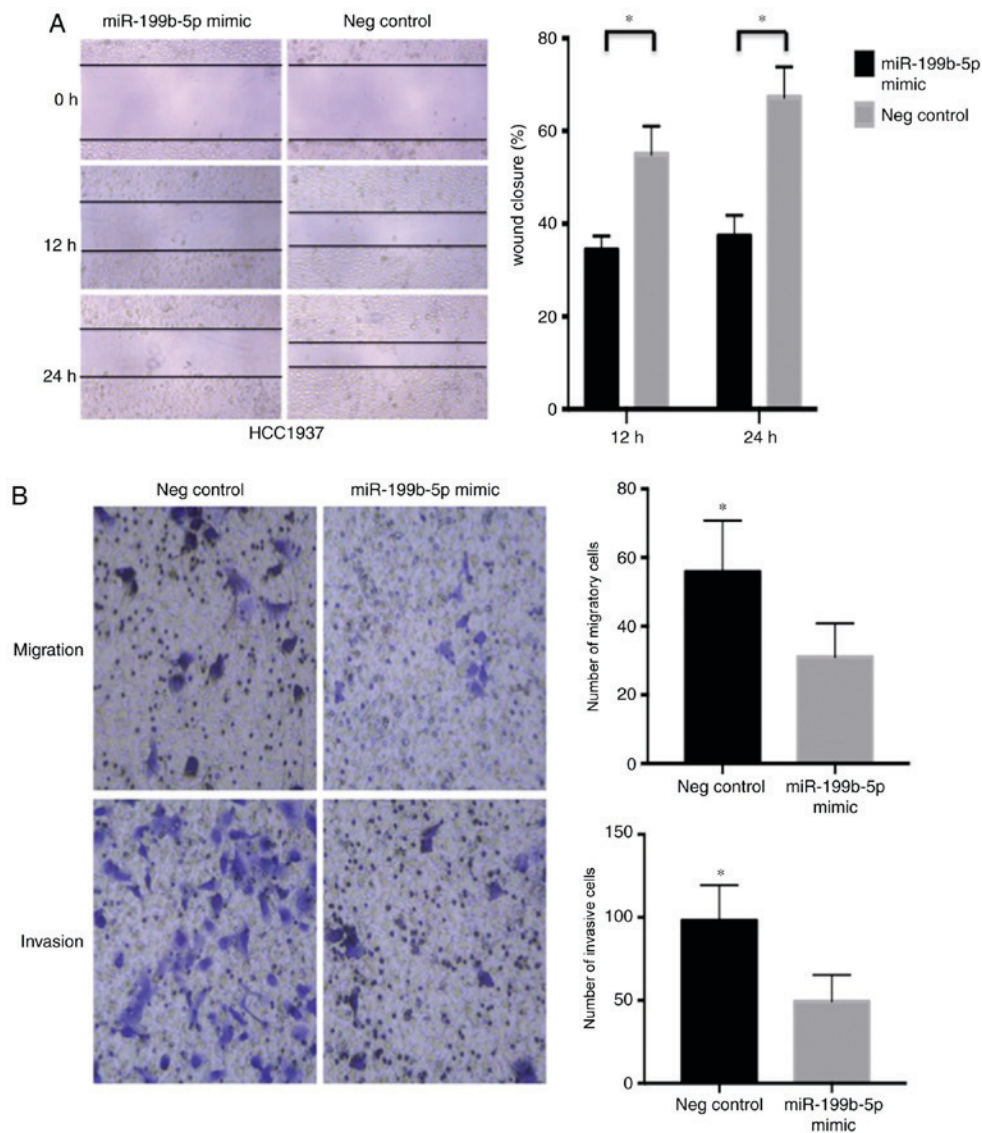 A
miR-199b-5p mimic
Neg control
0 h
12 h
24 h
HCC1937
wound closure (%)
80
60
40
20
0
*
*
12 h
24 h
miR-199b-5p
mimic
Neg control
B
Neg control
miR-199b-5p mimic
Migration
Invasion
Number of migratory cells
80
60
40
20
0
*
Neg control
miR-199b-5p
mimic
Number of invasive cells
150
100
50
0
*
Neg control
miR-199b-5p
mimic